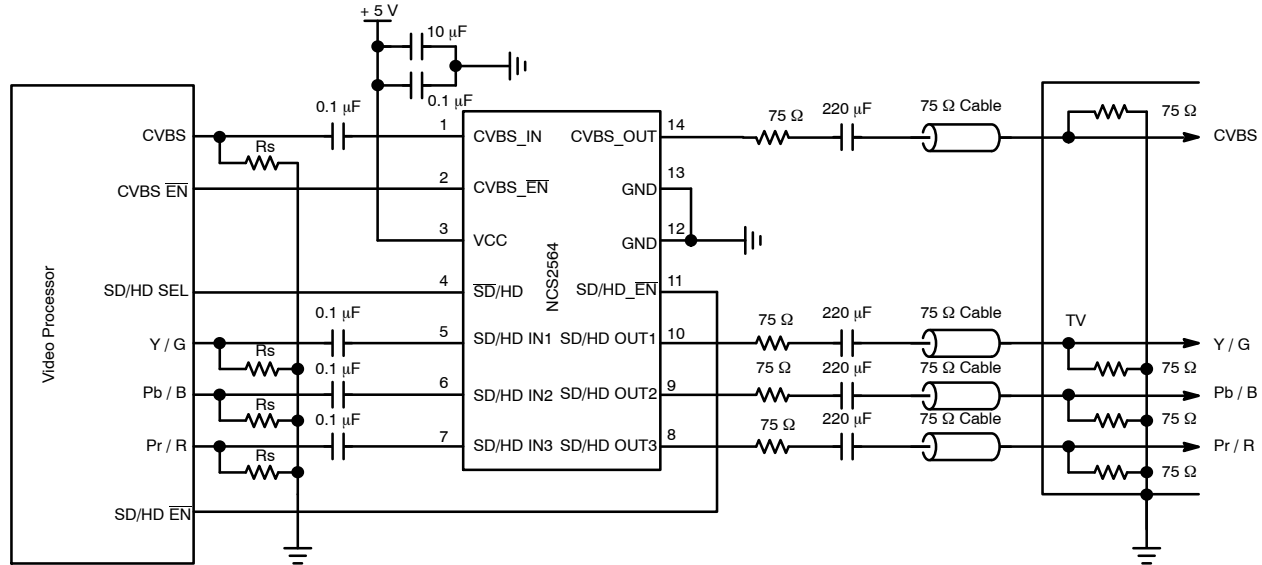 + 5 V
10 μF
0.1 μF
0.1 μF
75 Ω
220 μF
75 Ω Cable
75 Ω
CVBS
1
CVBS_IN
CVBS_OUT
14
CVBS
Rs
CVBS E̅N̅
2
CVBS_E̅N̅
GND
13
3
VCC
GND
12
NCS2564
SD/HD SEL
4
S̅D̅/HD
SD/HD_E̅N̅
11
Video Processor
0.1 μF
75 Ω
220 μF
75 Ω Cable
TV
Y / G
5
SD/HD IN1
SD/HD OUT1
10
Y / G
Rs
0.1 μF
75 Ω
220 μF
75 Ω Cable
75 Ω
Pb / B
6
SD/HD IN2
SD/HD OUT2
9
Pb / B
Rs
0.1 μF
75 Ω
220 μF
75 Ω Cable
75 Ω
Pr / R
7
SD/HD IN3
SD/HD OUT3
8
Pr / R
Rs
75 Ω
SD/HD E̅N̅